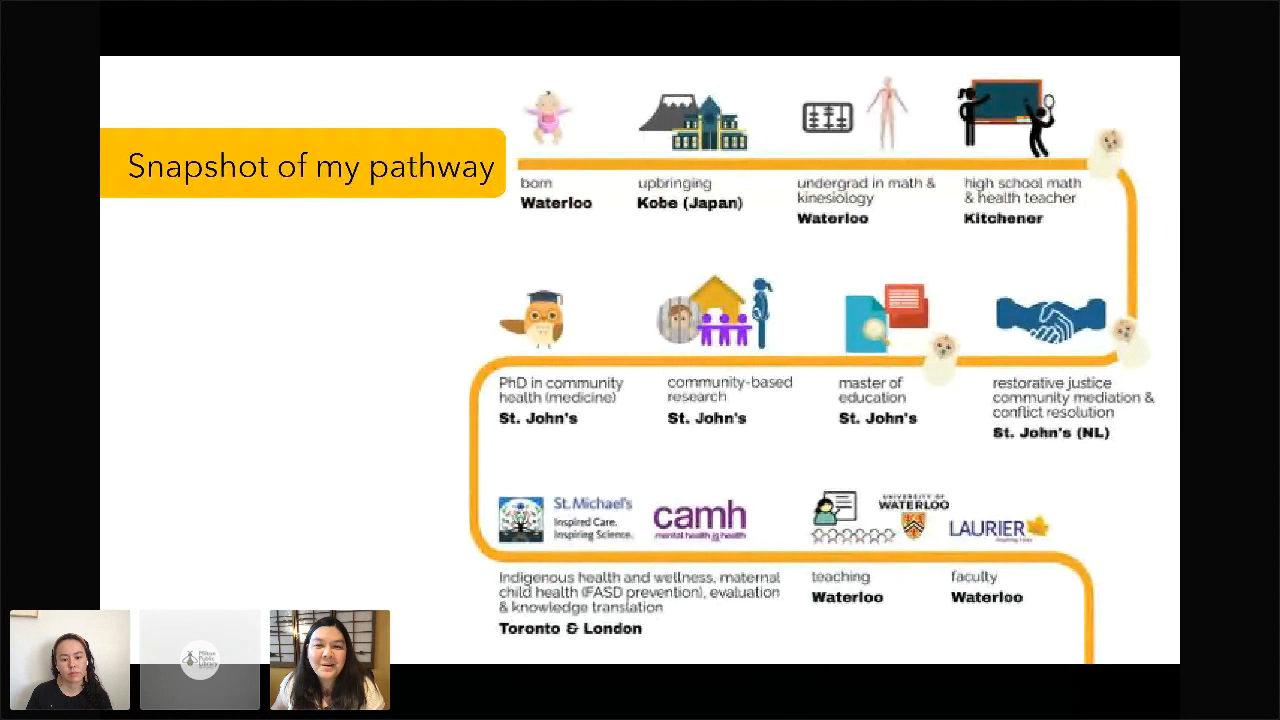 Snapshot of my pathway
born
Waterloo
upbringing
Kobe (Japan)
undergrad in math &
kinesiology
Waterloo
high school math
& health teacher
Kitchener
PhD in community
health (medicine)
St. John's
community-based
research
St. John's
master of
education
St. John's
restorative justice
community mediation &
conflict resolution
St. John's (NL)
St. Michael's
Inspired Care.
Inspiring Science.
camh
mental health is health
UNIVERSITY OF
WATERLOO
LAURIER
Indigenous health and wellness, maternal
child health (FASD prevention), evaluation
& knowledge translation
Toronto & London
teaching
Waterloo
faculty
Waterloo
Milton
Public
Library